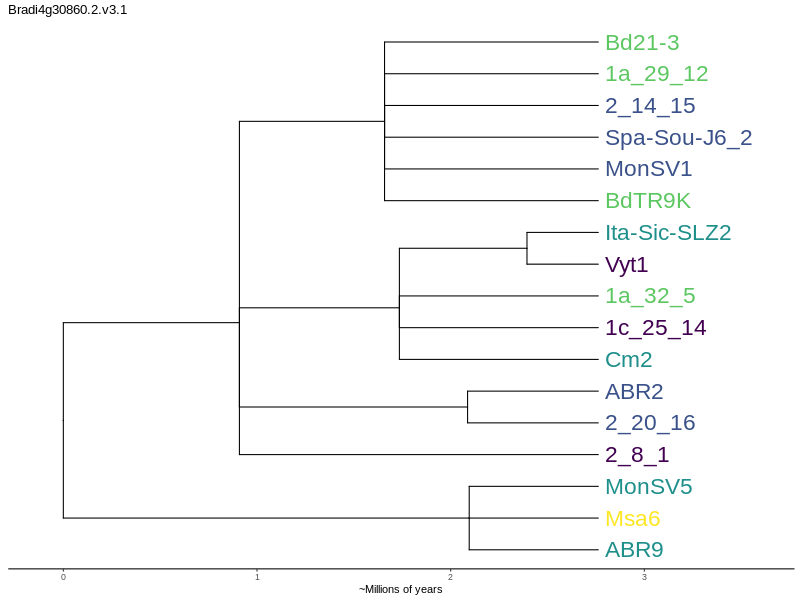 Bradi4g30860.2.v3.1
Bd21-3
1a_29_12
2_14_15
Spa-Sou-J6_2
MonSV1
BdTR9K
Ita-Sic-SLZ2
Vyt1
1a_32_5
1c_25_14
Cm2
ABR2
2_20_16
2_8_1
MonSV5
Msa6
ABR9
0 1 2 3
~Millions of years